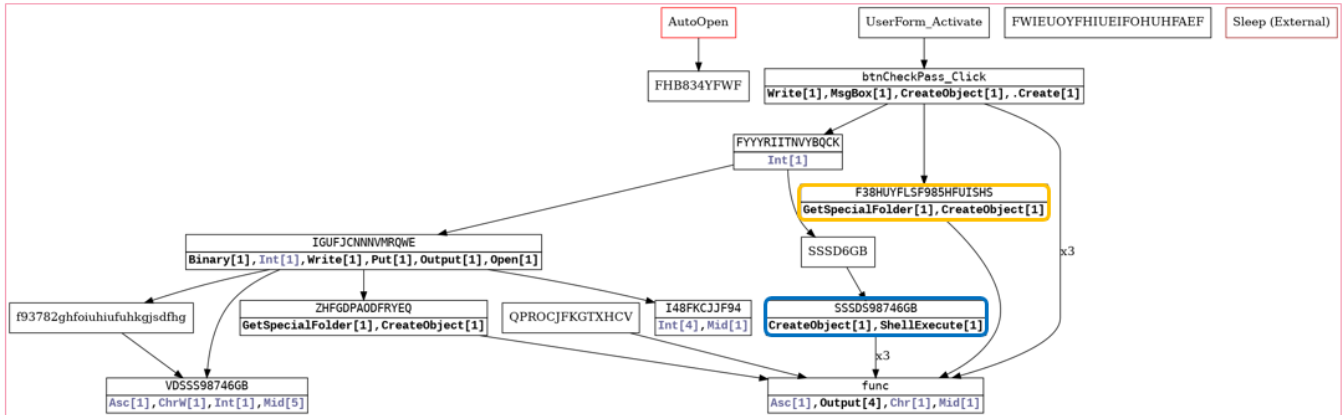 AutoOpen
UserForm_Activate
FWIEUOYFHIUEIFOHUHFAEF
Sleep (External)
FHB834YFWF
btnCheckPass_Click
Write[1],MsgBox[1],CreateObject[1],.Create[1]
FYYYRIITNVYBQCK
Int[1]
F38HUYFLSF985HFUISHS
GetSpecialFolder[1],CreateObject[1]
IGUFJCNNNVMRQWE
Binary[1],Int[1],Write[1],Put[1],Output[1],Open[1]
SSSD6GB
x3
f93782ghfoiuhiufuhkgjsdfhg
ZHFGDPAODFRYEQ
GetSpecialFolder[1],CreateObject[1]
QPROCJFKGTXHCV
I48FKCJJF94
Int[4],Mid[1]
SSSDS98746GB
CreateObject[1],ShellExecute[1]
x3
VDSSS98746GB
Asc[1],ChrW[1],Int[1],Mid[5]
func
Asc[1],Output[4],Chr[1],Mid[1]